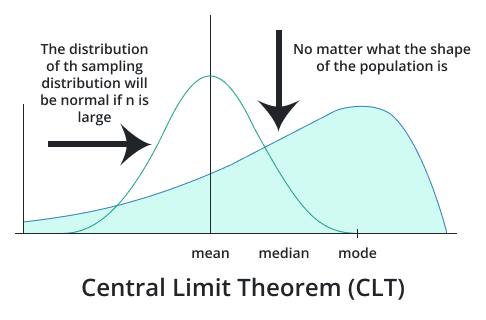 The distribution
of th sampling
distribution will
be normal if n is
large
No matter what the shape
of the population is
mean
median
mode
Central Limit Theorem (CLT)